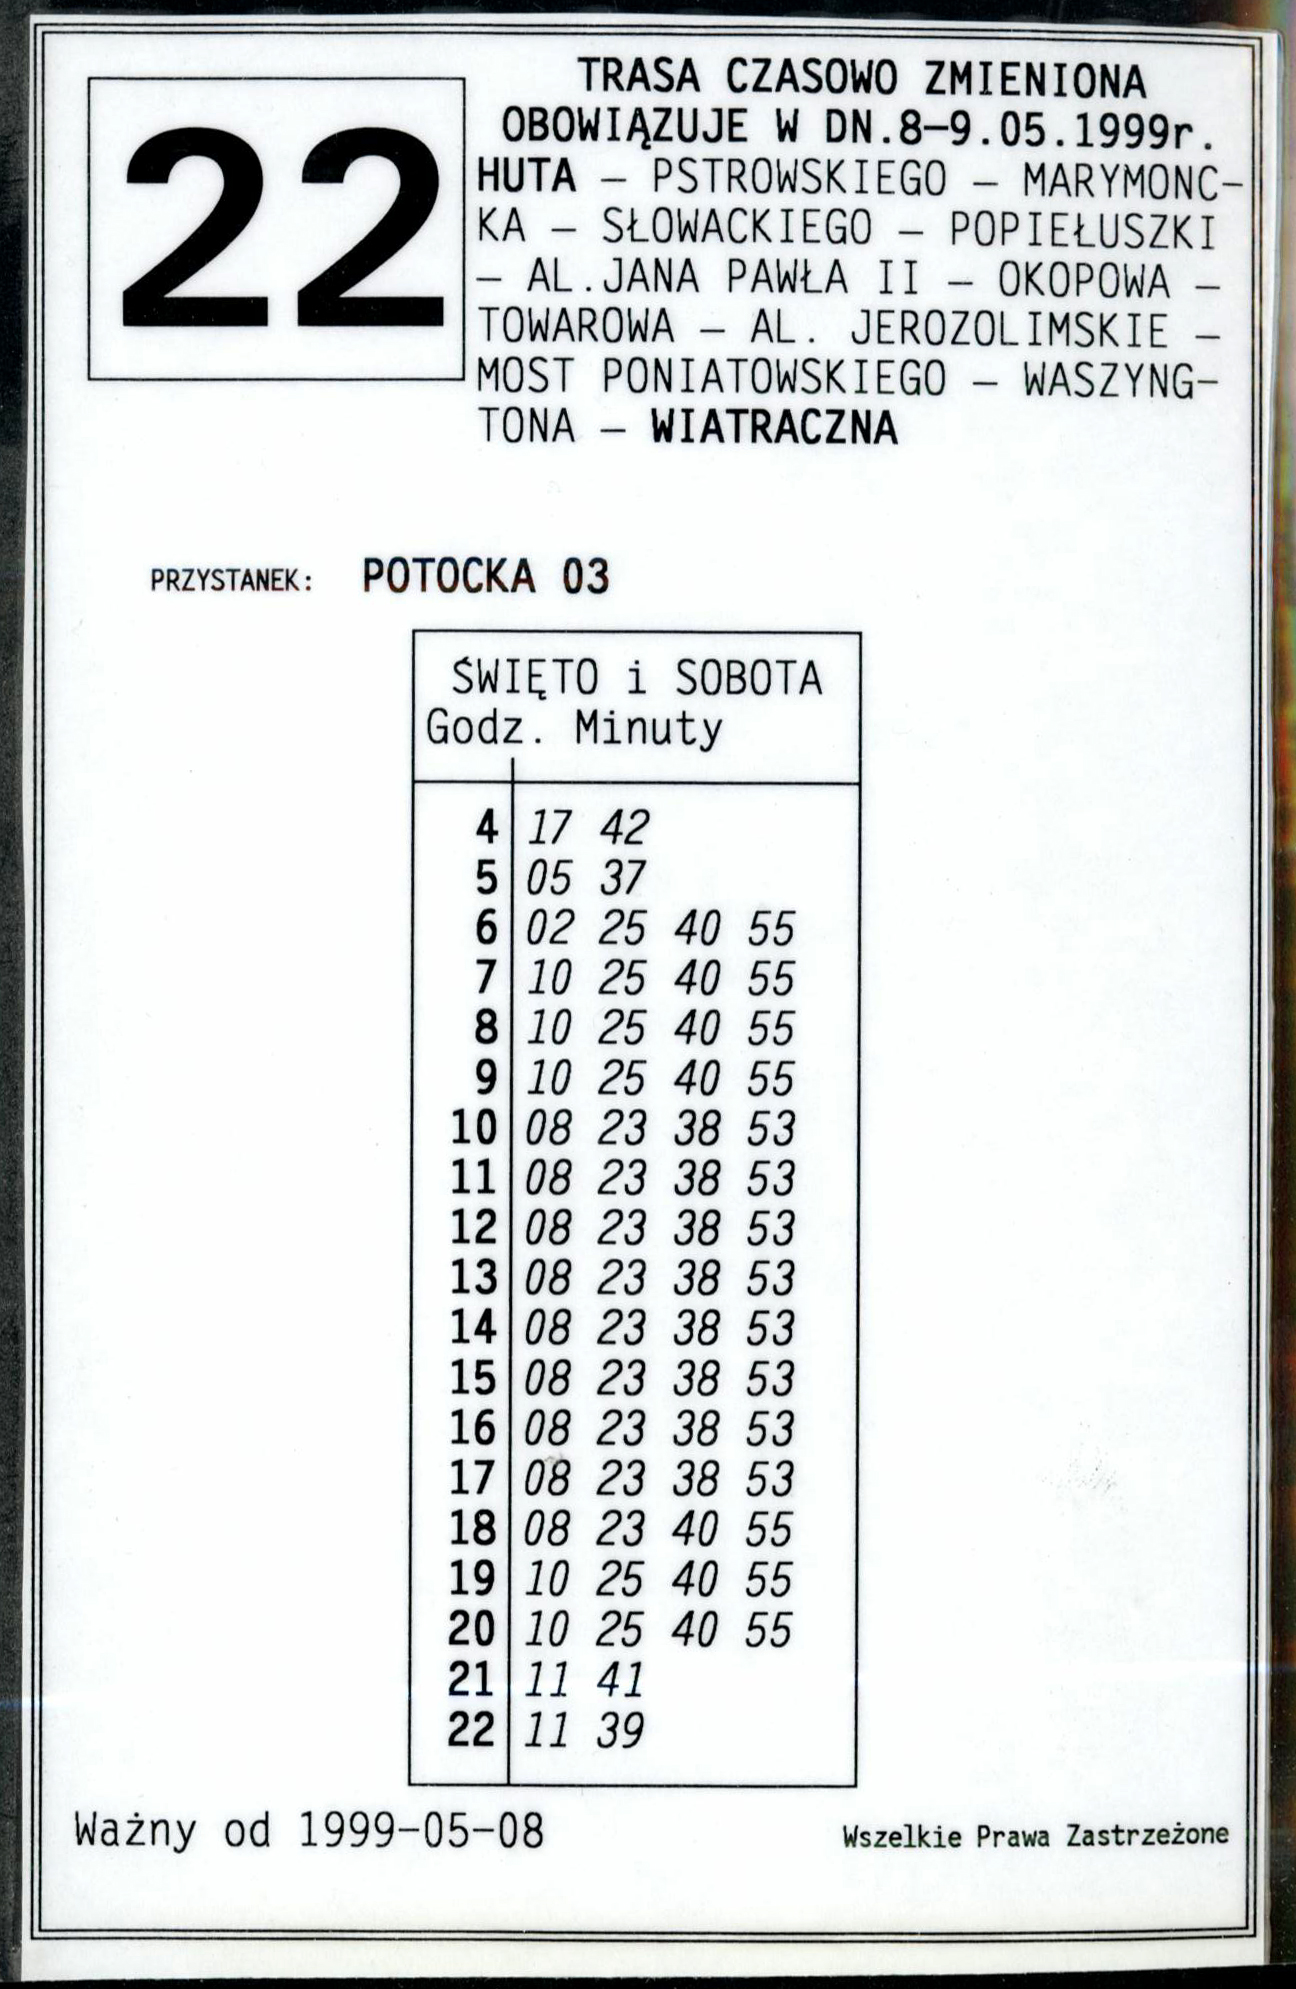 22
TRASA CZASOWO ZMIENIONA
OBOWIĄZUJE W DN.8–9.05.1999r.
HUTA – PSTROWSKIEGO – MARYMONC–
KA – SŁOWACKIEGO – POPIEŁUSZKI
– AL.JANA PAWŁA II – OKOPOWA –
TOWAROWA – AL. JEROZOLIMSKIE –
MOST PONIATOWSKIEGO – WASZYNG–
TONA – WIATRACZNA
PRZYSTANEK: POTOCKA 03
ŚWIĘTO i SOBOTA
Godz. Minuty
4 17 42
5 05 37
6 02 25 40 55
7 10 25 40 55
8 10 25 40 55
9 10 25 40 55
10 08 23 38 53
11 08 23 38 53
12 08 23 38 53
13 08 23 38 53
14 08 23 38 53
15 08 23 38 53
16 08 23 38 53
17 08 23 38 53
18 08 23 40 55
19 10 25 40 55
20 10 25 40 55
21 11 41
22 11 39
Ważny od 1999–05–08
Wszelkie Prawa Zastrzeżone